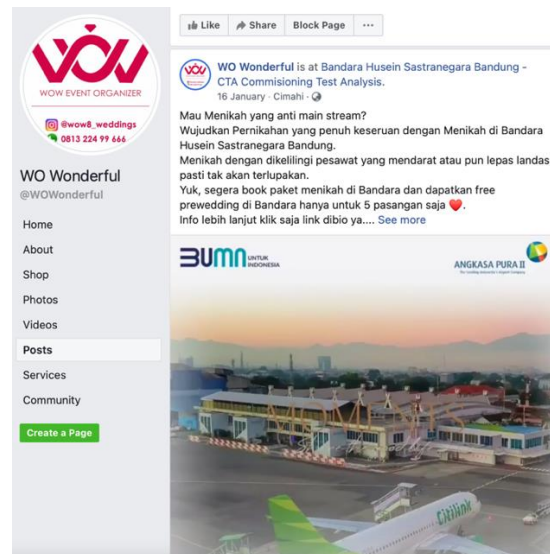 Like
Share
Block Page
WOW
WOW EVENT ORGANIZER
@wow8_weddings
0813 224 99 666
WO Wonderful
@WOWonderful
Home
About
Shop
Photos
Videos
Posts
Services
Community
Create a Page
WO Wonderful is at Bandara Husein Sastranegara Bandung -
CTA Commisioning Test Analysis.
16 January · Cimahi ·
Mau Menikah yang anti main stream?
Wujudkan Pernikahan yang penuh keseruan dengan Menikah di Bandara
Husein Sastranegara Bandung.
Menikah dengan dikelilingi pesawat yang mendarat atau pun lepas landas
pasti tak akan terlupakan.
Yuk, segera book paket menikah di Bandara dan dapatkan free
prewedding di Bandara hanya untuk 5 pasangan saja ❤.
Info lebih lanjut klik saja link dibio ya.... See more
BUMN UNTUK
INDONESIA
ANGKASA PURA II
Citilink